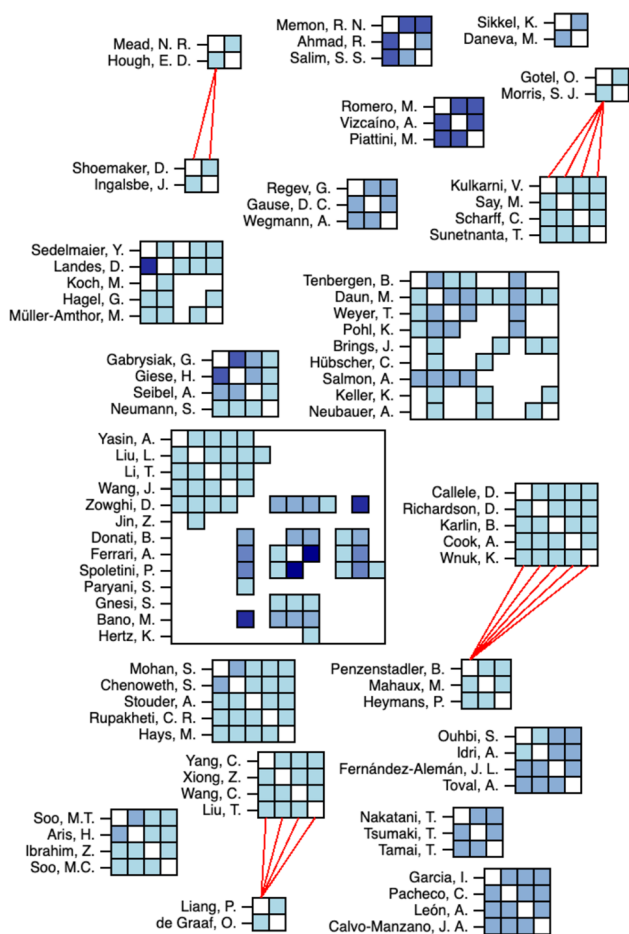 Mead, N. R.
Hough, E. D.
Memon, R. N.
Ahmad, R.
Salim, S. S.
Sikkel, K.
Daneva, M.
Gotel, O.
Morris, S. J.
Romero, M.
Vizcaíno, A.
Piattini, M.
Shoemaker, D.
Ingalsbe, J.
Regev, G.
Gause, D. C.
Wegmann, A.
Kulkarni, V.
Say, M.
Scharff, C.
Sunetnanta, T.
Sedelmaier, Y.
Landes, D.
Koch, M.
Hagel, G.
Müller-Amthor, M.
Tenbergen, B.
Daun, M.
Weyer, T.
Pohl, K.
Brings, J.
Hübscher, C.
Salmon, A.
Keller, K.
Neubauer, A.
Gabrysiak, G.
Giese, H.
Seibel, A.
Neumann, S.
Yasin, A.
Liu, L.
Li, T.
Wang, J.
Zowghi, D.
Jin, Z.
Donati, B.
Ferrari, A.
Spoletini, P.
Paryani, S.
Gnesi, S.
Bano, M.
Hertz, K.
Callele, D.
Richardson, D.
Karlin, B.
Cook, A.
Wnuk, K.
Mohan, S.
Chenoweth, S.
Stouder, A.
Rupakheti, C. R.
Hays, M.
Penzenstadler, B.
Mahaux, M.
Heymans, P.
Ouhbi, S.
Idri, A.
Fernández-Alemán, J. L.
Toval, A.
Yang, C.
Xiong, Z.
Wang, C.
Liu, T.
Soo, M.T.
Aris, H.
Ibrahim, Z.
Soo, M.C.
Nakatani, T.
Tsumaki, T.
Tamai, T.
Liang, P.
de Graaf, O.
Garcia, I.
Pacheco, C.
León, A.
Calvo-Manzano, J. A.